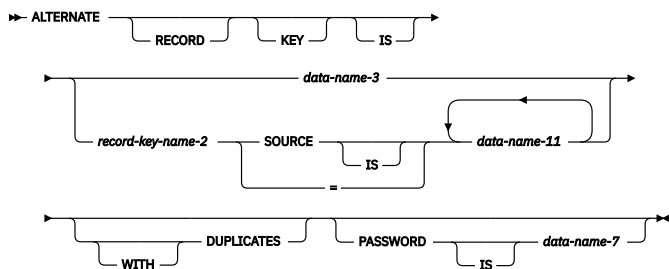 ALTERNATE
RECORD KEY IS
data-name-3
record-key-name-2 SOURCE data-name-11
IS
=
DUPLICATES PASSWORD data-name-7
WITH IS